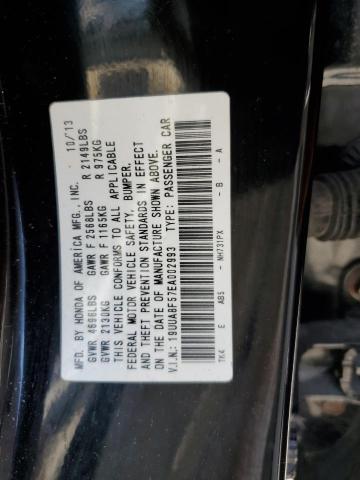 MFD. BY HONDA OF AMERICA MFG., INC. 10/13
GVWR 4696LBS GAWR F 2568LBS R 2149LBS
GVWR 2130KG GAWR F 1165KG R 975KG
THIS VEHICLE CONFORMS TO ALL APPLICABLE
FEDERAL MOTOR VEHICLE SAFETY, BUMPER,
AND THEFT PREVENTION STANDARDS IN EFFECT
ON THE DATE OF MANUFACTURE SHOWN ABOVE.
V.I.N.: 19UUA8F57EA002993 TYPE: PASSENGER CAR
TK4 E AB5 - NH731PX - B - A